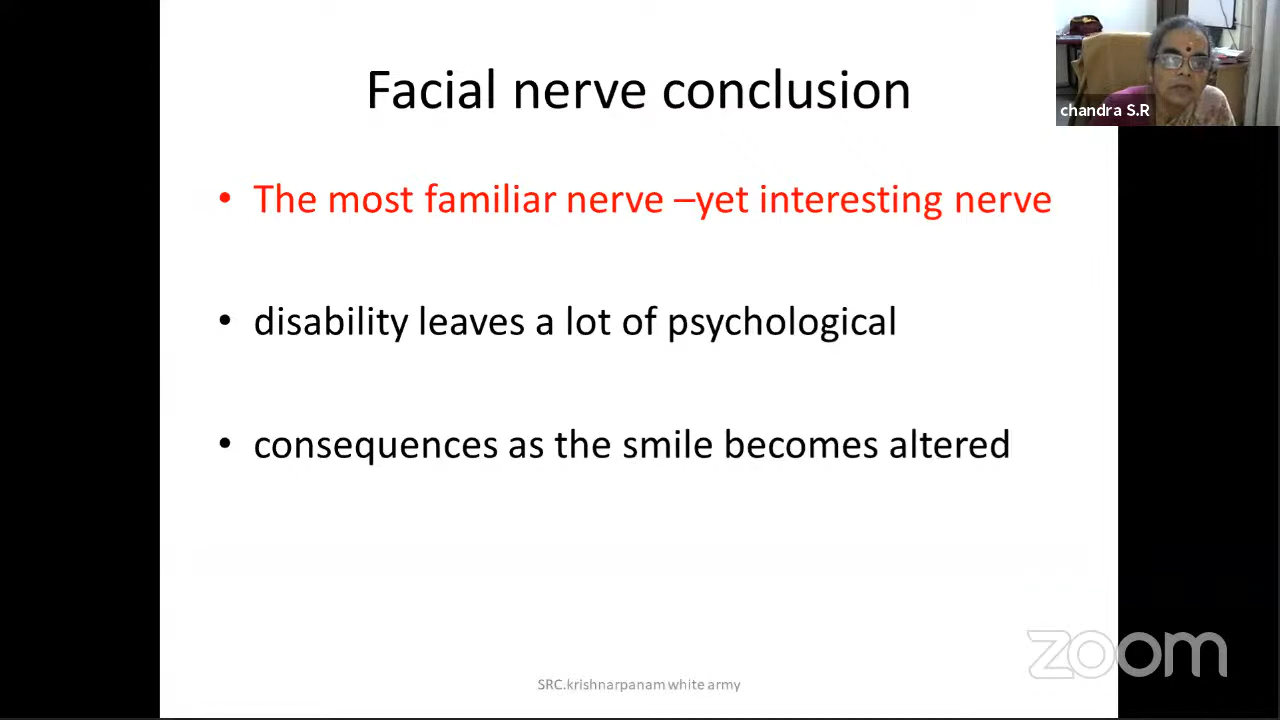 Facial nerve conclusion
chandra S.R
• The most familiar nerve –yet interesting nerve
• disability leaves a lot of psychological
• consequences as the smile becomes altered
zoom
SRC.krishnarpanam white army